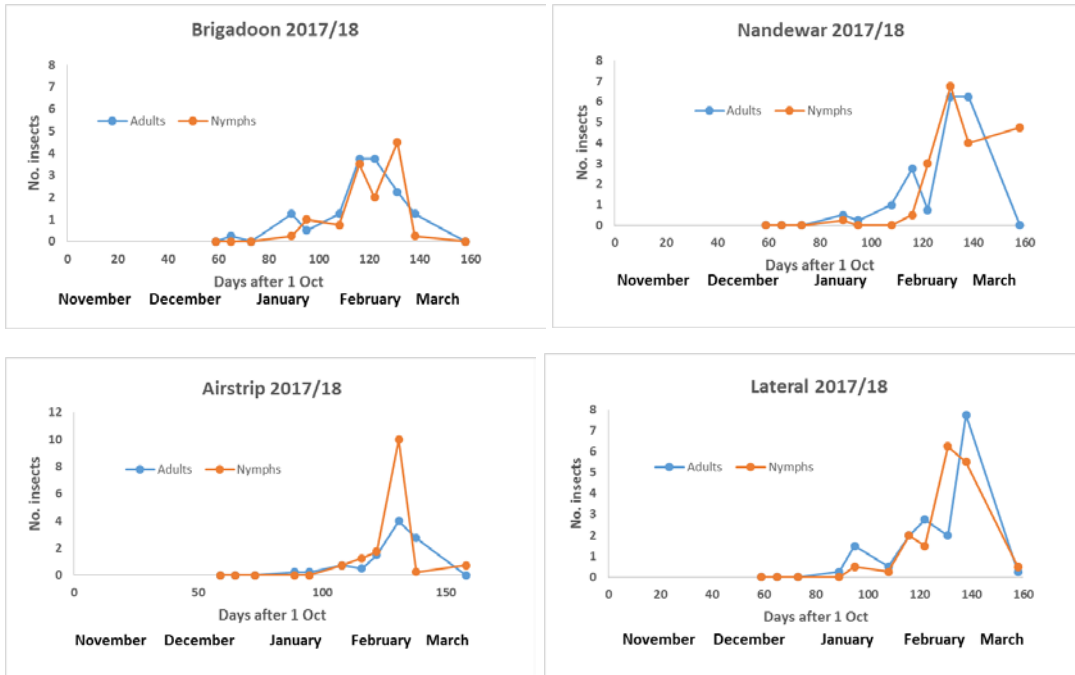 Brigadoon 2017/18
8
7
6
5
4
3
2
1
0
No. insects
Adults Nymphs
0 20 40 60 80 100 120 140 160
Days after 1 Oct
November December January February March
Nandewar 2017/18
8
7
6
5
4
3
2
1
0
No. insects
Adults Nymphs
0 20 40 60 80 100 120 140 160
Days after 1 Oct
November December January February March
Airstrip 2017/18
12
10
8
6
4
2
0
No. insects
Adults Nymphs
0 50 100 150
Days after 1 Oct
November December January February March
Lateral 2017/18
8
7
6
5
4
3
2
1
0
No. insects
Adults Nymphs
0 20 40 60 80 100 120 140 160
Days after 1 Oct
November December January February March